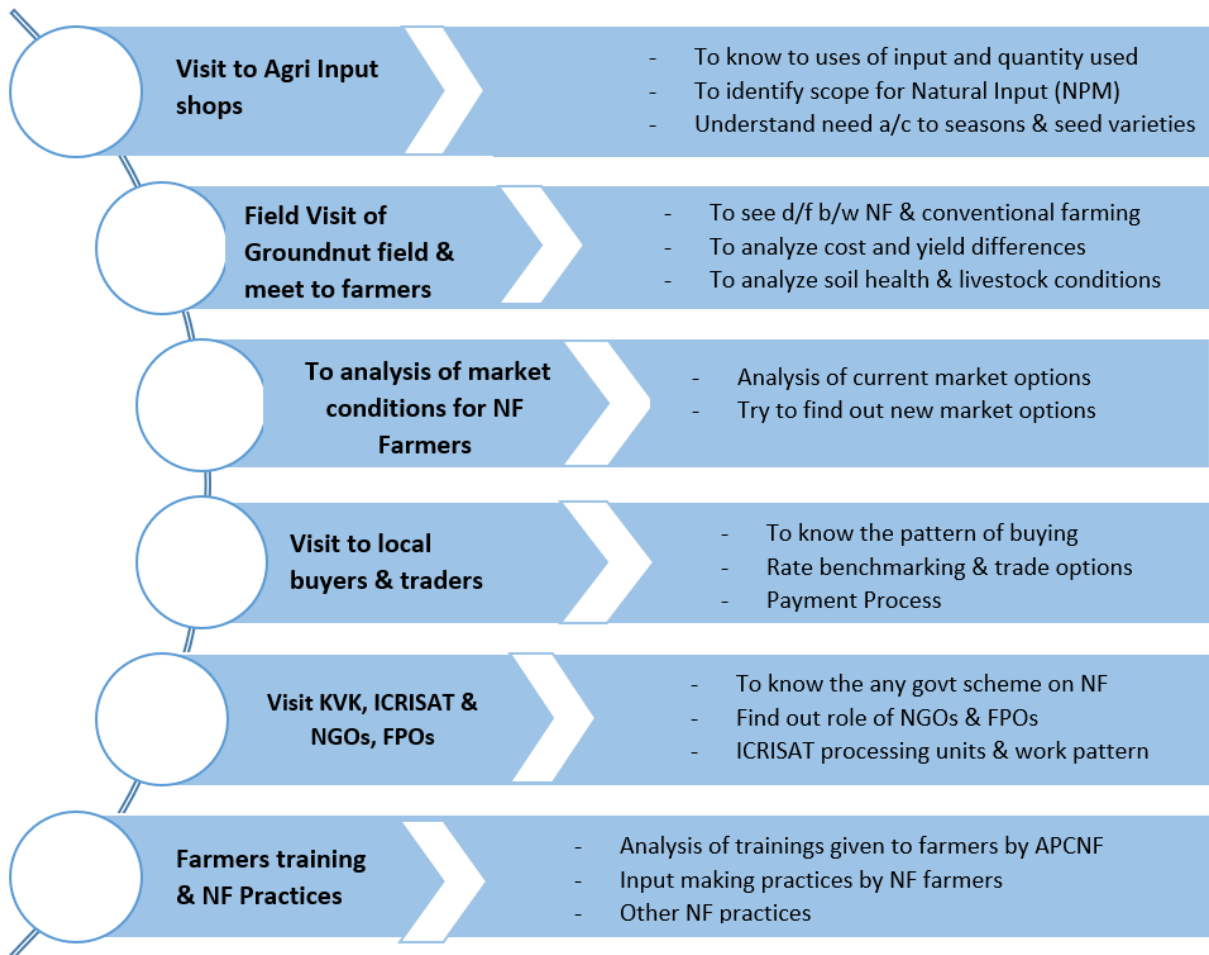 Visit to Agri Input
shops
- To know to uses of input and quantity used
- To identify scope for Natural Input (NPM)
- Understand need a/c to seasons & seed varieties
Field Visit of
Groundnut field &
meet to farmers
- To see d/f b/w NF & conventional farming
- To analyze cost and yield differences
- To analyze soil health & livestock conditions
To analysis of market
conditions for NF
Farmers
- Analysis of current market options
- Try to find out new market options
Visit to local
buyers & traders
- To know the pattern of buying
- Rate benchmarking & trade options
- Payment Process
Visit KVK, ICRISAT &
NGOs, FPOs
- To know the any govt scheme on NF
- Find out role of NGOs & FPOs
- ICRISAT processing units & work pattern
Farmers training
& NF Practices
- Analysis of trainings given to farmers by APCNF
- Input making practices by NF farmers
- Other NF practices